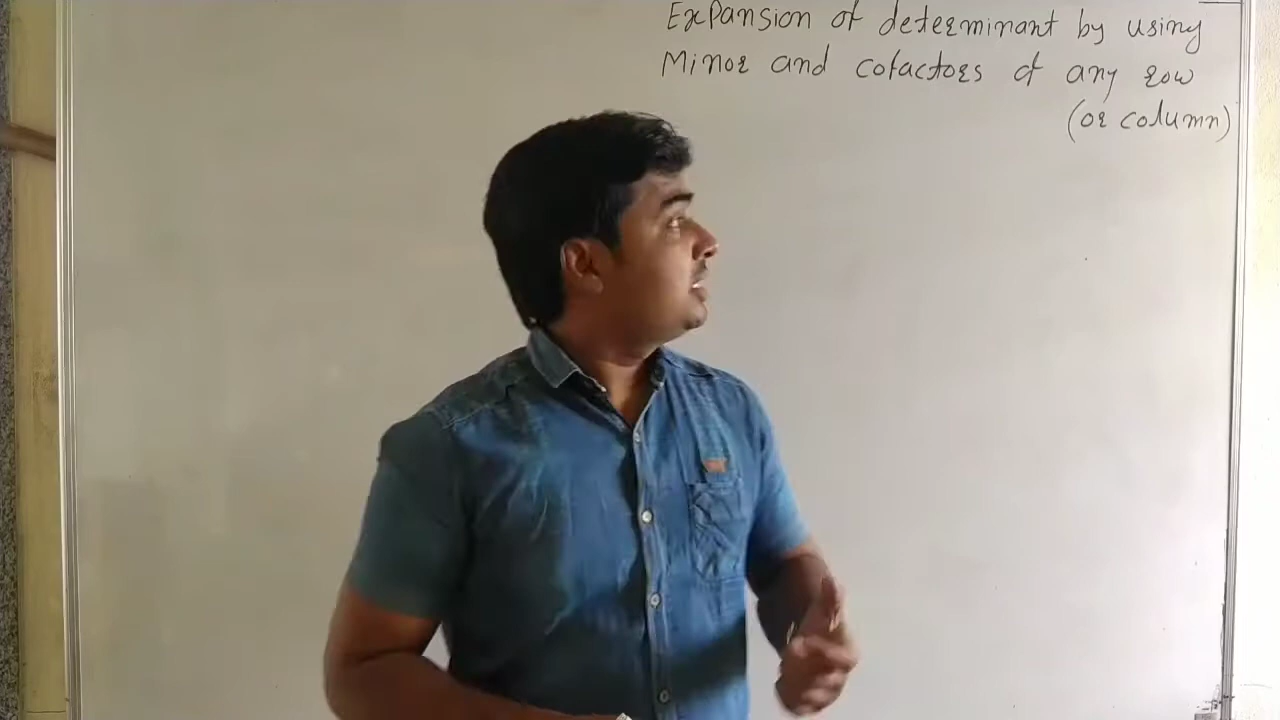 Expansion of determinant by using
Minor and cofactors of any row
(or column)